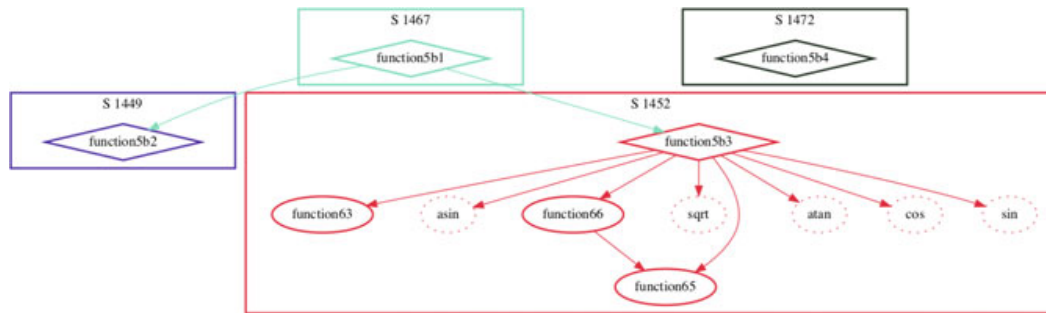 S 1467
function5b1
S 1472
function5b4
S 1449
function5b2
S 1452
function5b3
function63
asin
function66
sqrt
atan
cos
sin
function65